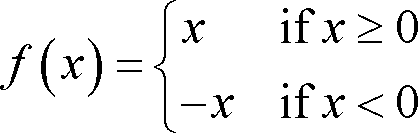 f(x) = { x if x ≥ 0
−x if x < 0